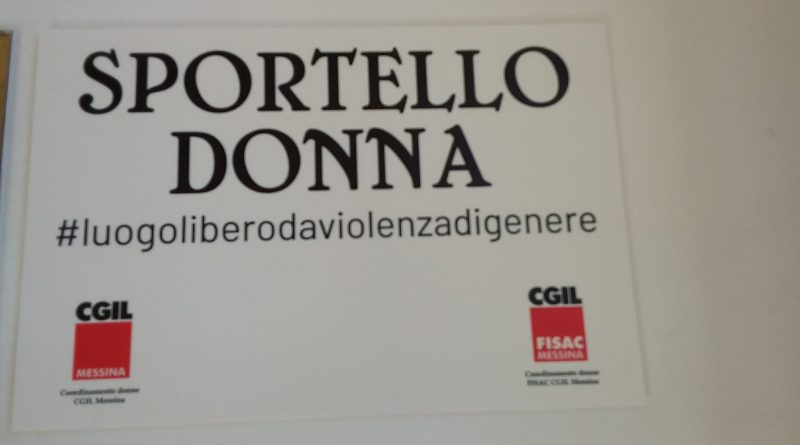 SPORTELLO
DONNA
#luogoliberodaviolenzadigenere
CGIL
MESSINA
Coordinamento donne
CGIL Messina
CGIL
FISAC
MESSINA
Coordinamento donne
FISAC CGIL Messina